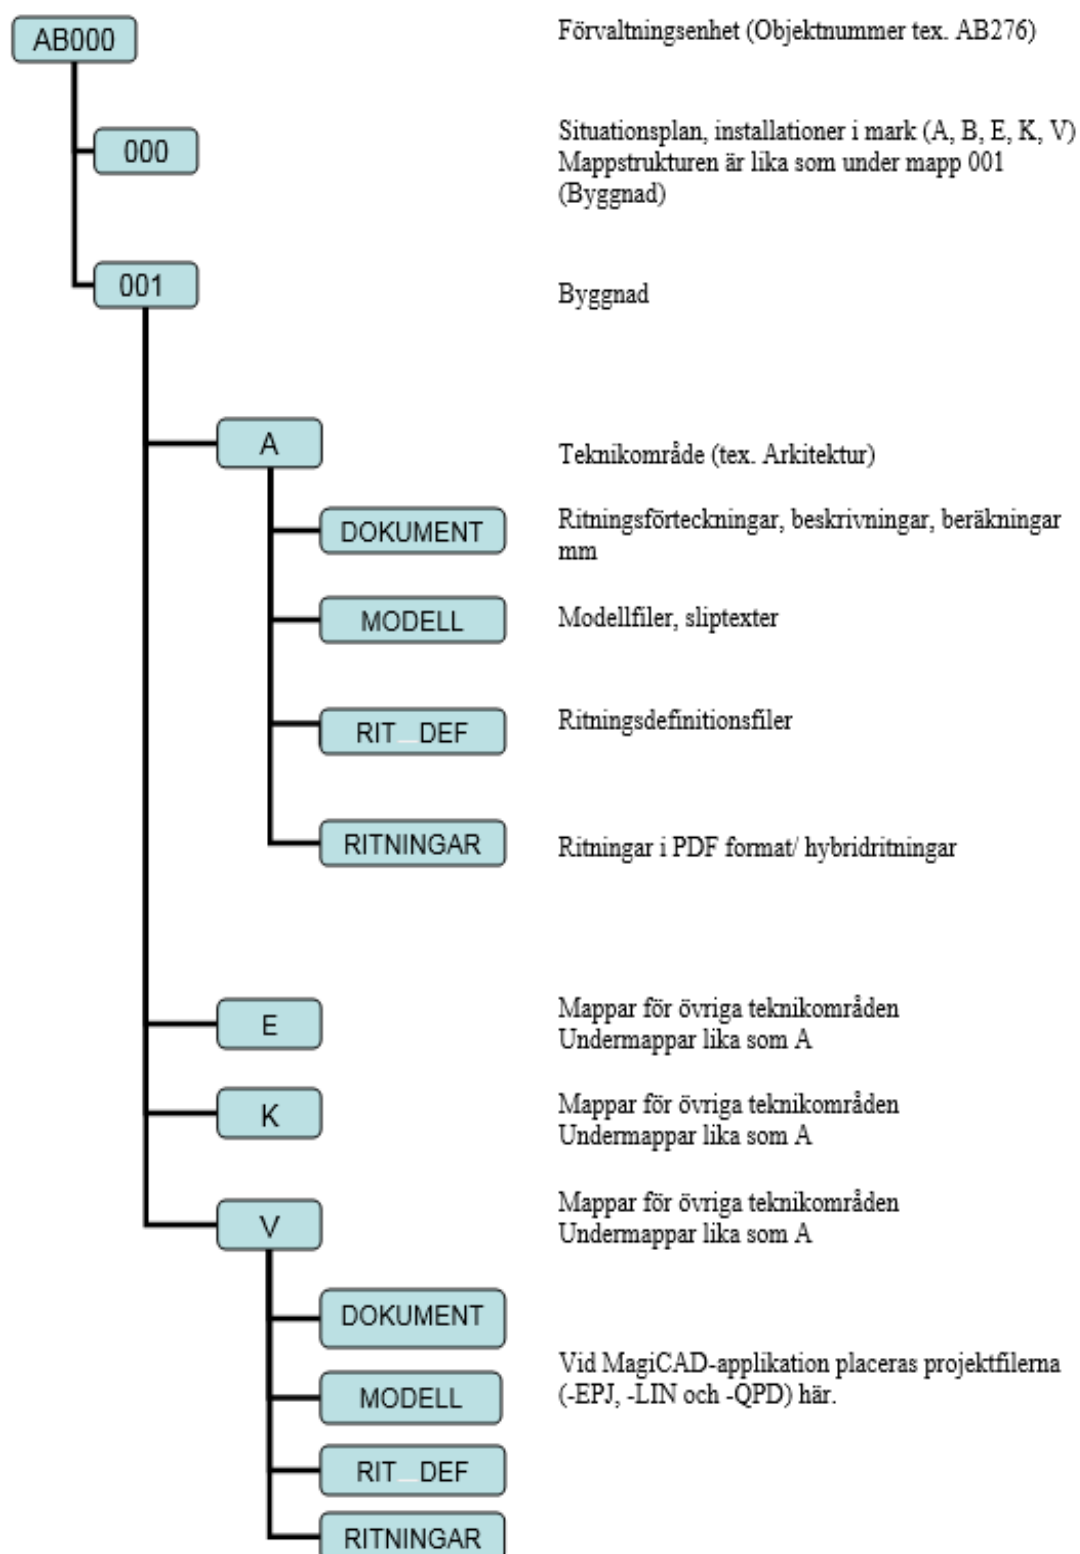 AB000
Förvaltningsenhet (Objektnummer tex. AB276)
000
Situationsplan, installationer i mark (A, B, E, K, V)
Mappstrukturen är lika som under mapp 001
(Byggnad)
001
Byggnad
A
Teknikområde (tex. Arkitektur)
DOKUMENT
Ritningsförteckningar, beskrivningar, beräkningar
mm
MODELL
Modellfiler, sliptexter
RIT_DEF
Ritningsdefinitionsfiler
RITNINGAR
Ritningar i PDF format/ hybridritningar
E
Mappar för övriga teknikområden
Undermappar lika som A
K
Mappar för övriga teknikområden
Undermappar lika som A
V
Mappar för övriga teknikområden
Undermappar lika som A
DOKUMENT
MODELL
Vid MagiCAD-applikation placeras projektfilerna
(-EPJ, -LIN och -QPD) här.
RIT_DEF
RITNINGAR